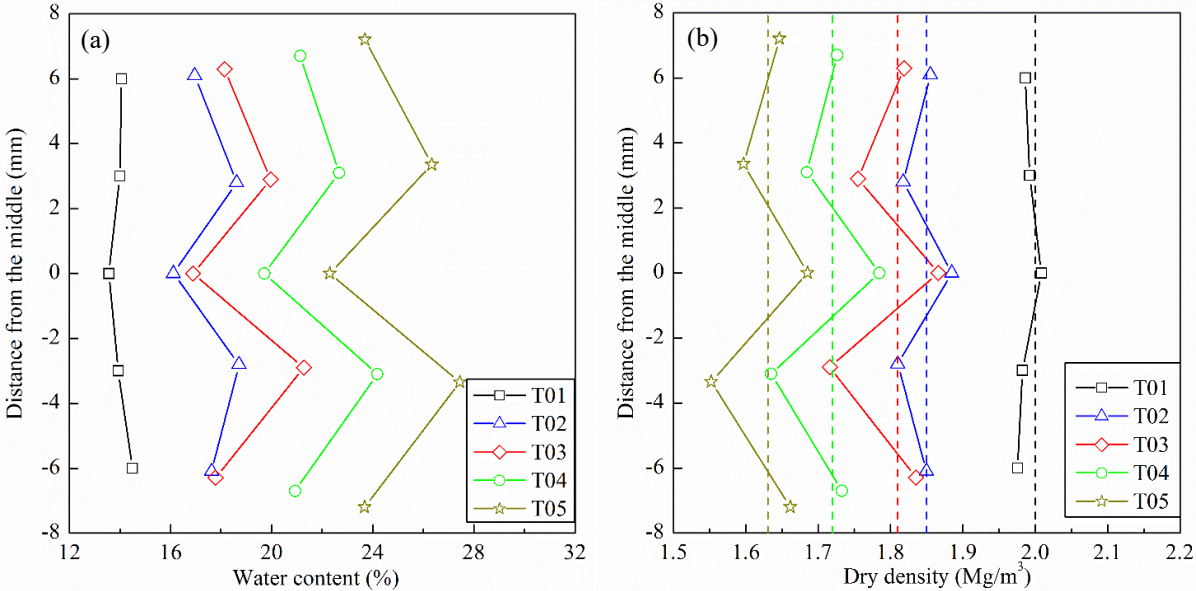 (a)
Distance from the middle (mm)
8
6
4
2
0
-2
-4
-6
-8
12
16
20
24
28
32
Water content (%)
T01
T02
T03
T04
T05
(b)
Distance from the middle (mm)
8
6
4
2
0
-2
-4
-6
-8
1.5
1.6
1.7
1.8
1.9
2.0
2.1
2.2
Dry density (Mg/m³)
T01
T02
T03
T04
T05